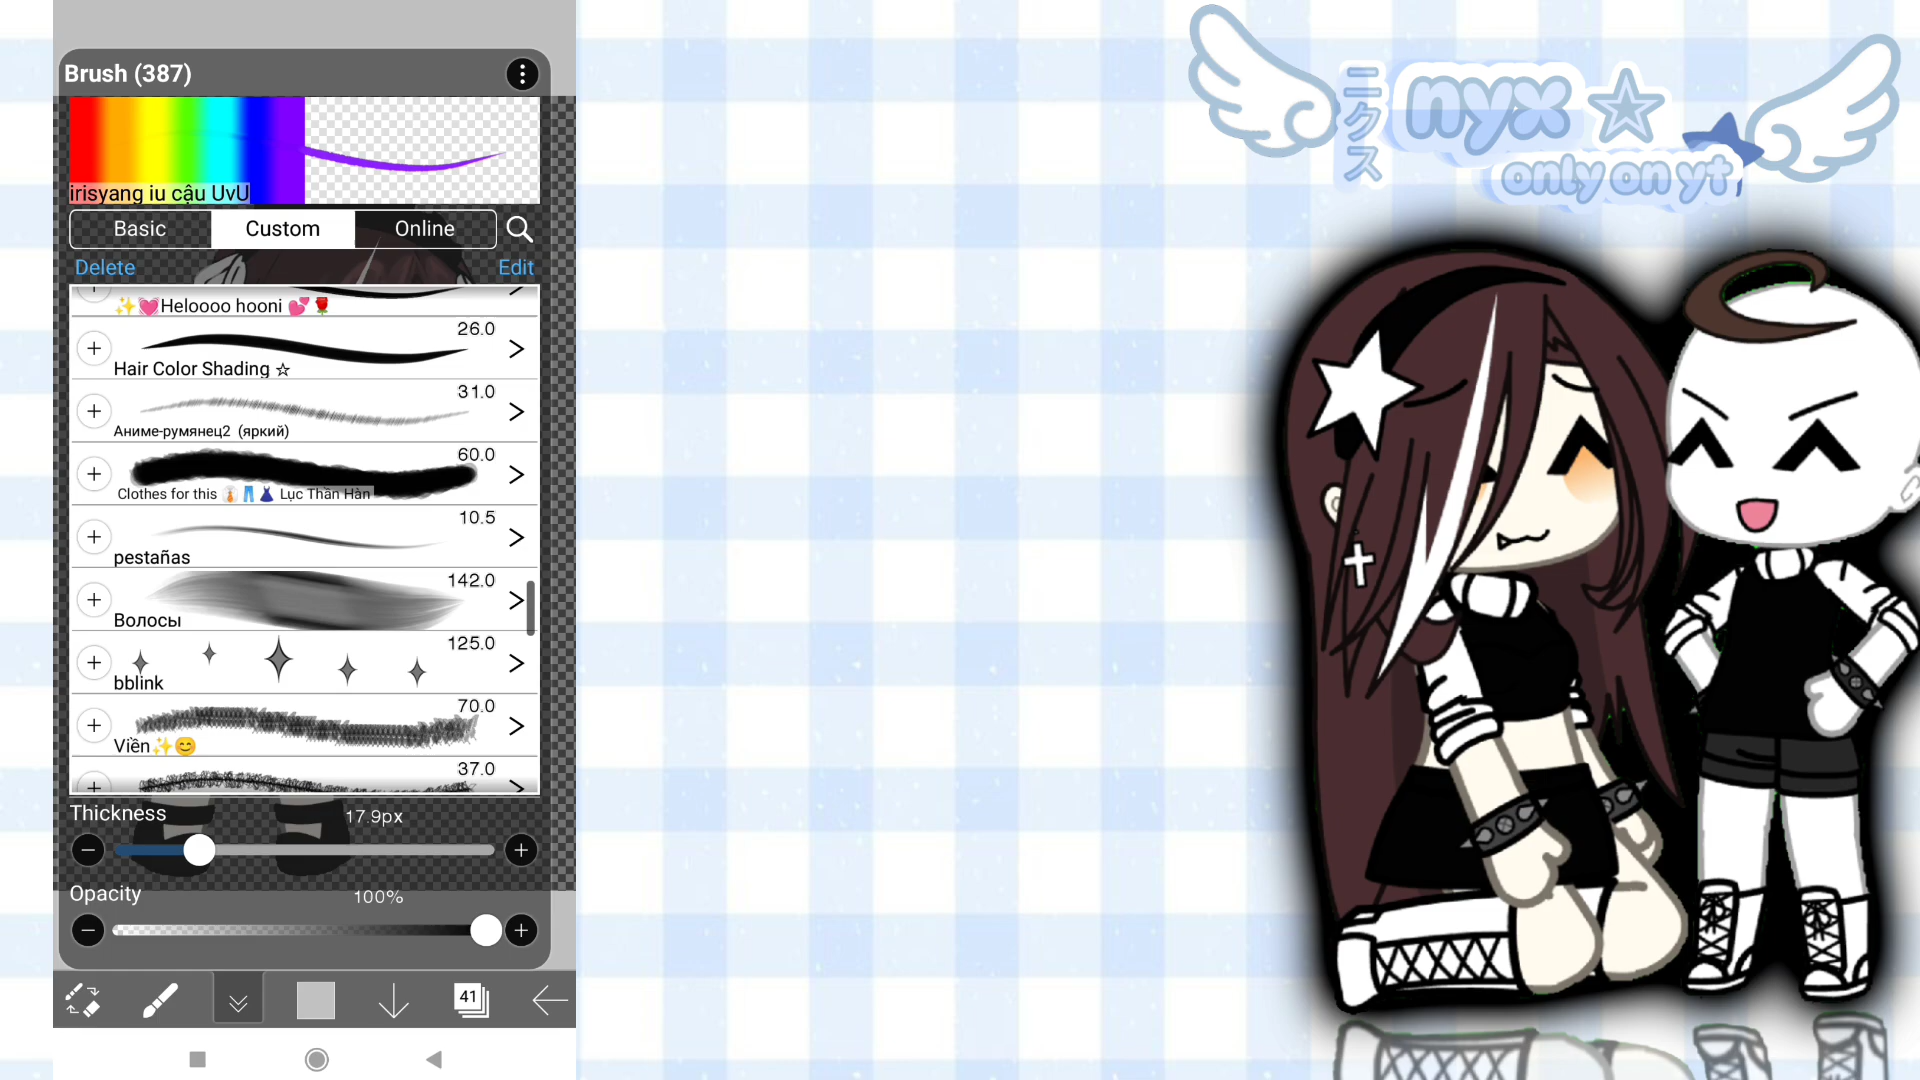 Brush (387)
irisyang iu cậu UvU
Basic
Custom
Online
Delete
Edit
✨💓Heloooo hooni 💕🌹
26.0
Hair Color Shading ☆
31.0
Аниме-румянец2 (яркий)
60.0
Clothes for this 👔👖👗 Lục Thần Hàn
10.5
pestañas
142.0
Волосы
125.0
bblink
70.0
Viền✨😊
37.0
Thickness
17.9px
Opacity
100%
41
ニクス
nyx
only on yt